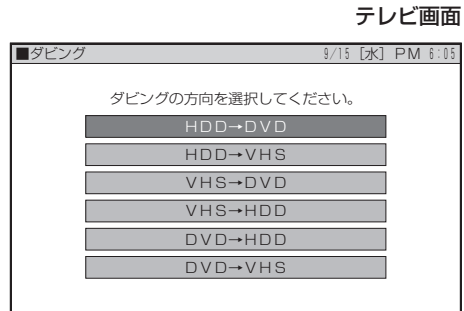 テレビ画面
■ダビング 9/15 [水] PM 6:05
ダビングの方向を選択してください。
HDD→DVD
HDD→VHS
VHS→DVD
VHS→HDD
DVD→HDD
DVD→VHS